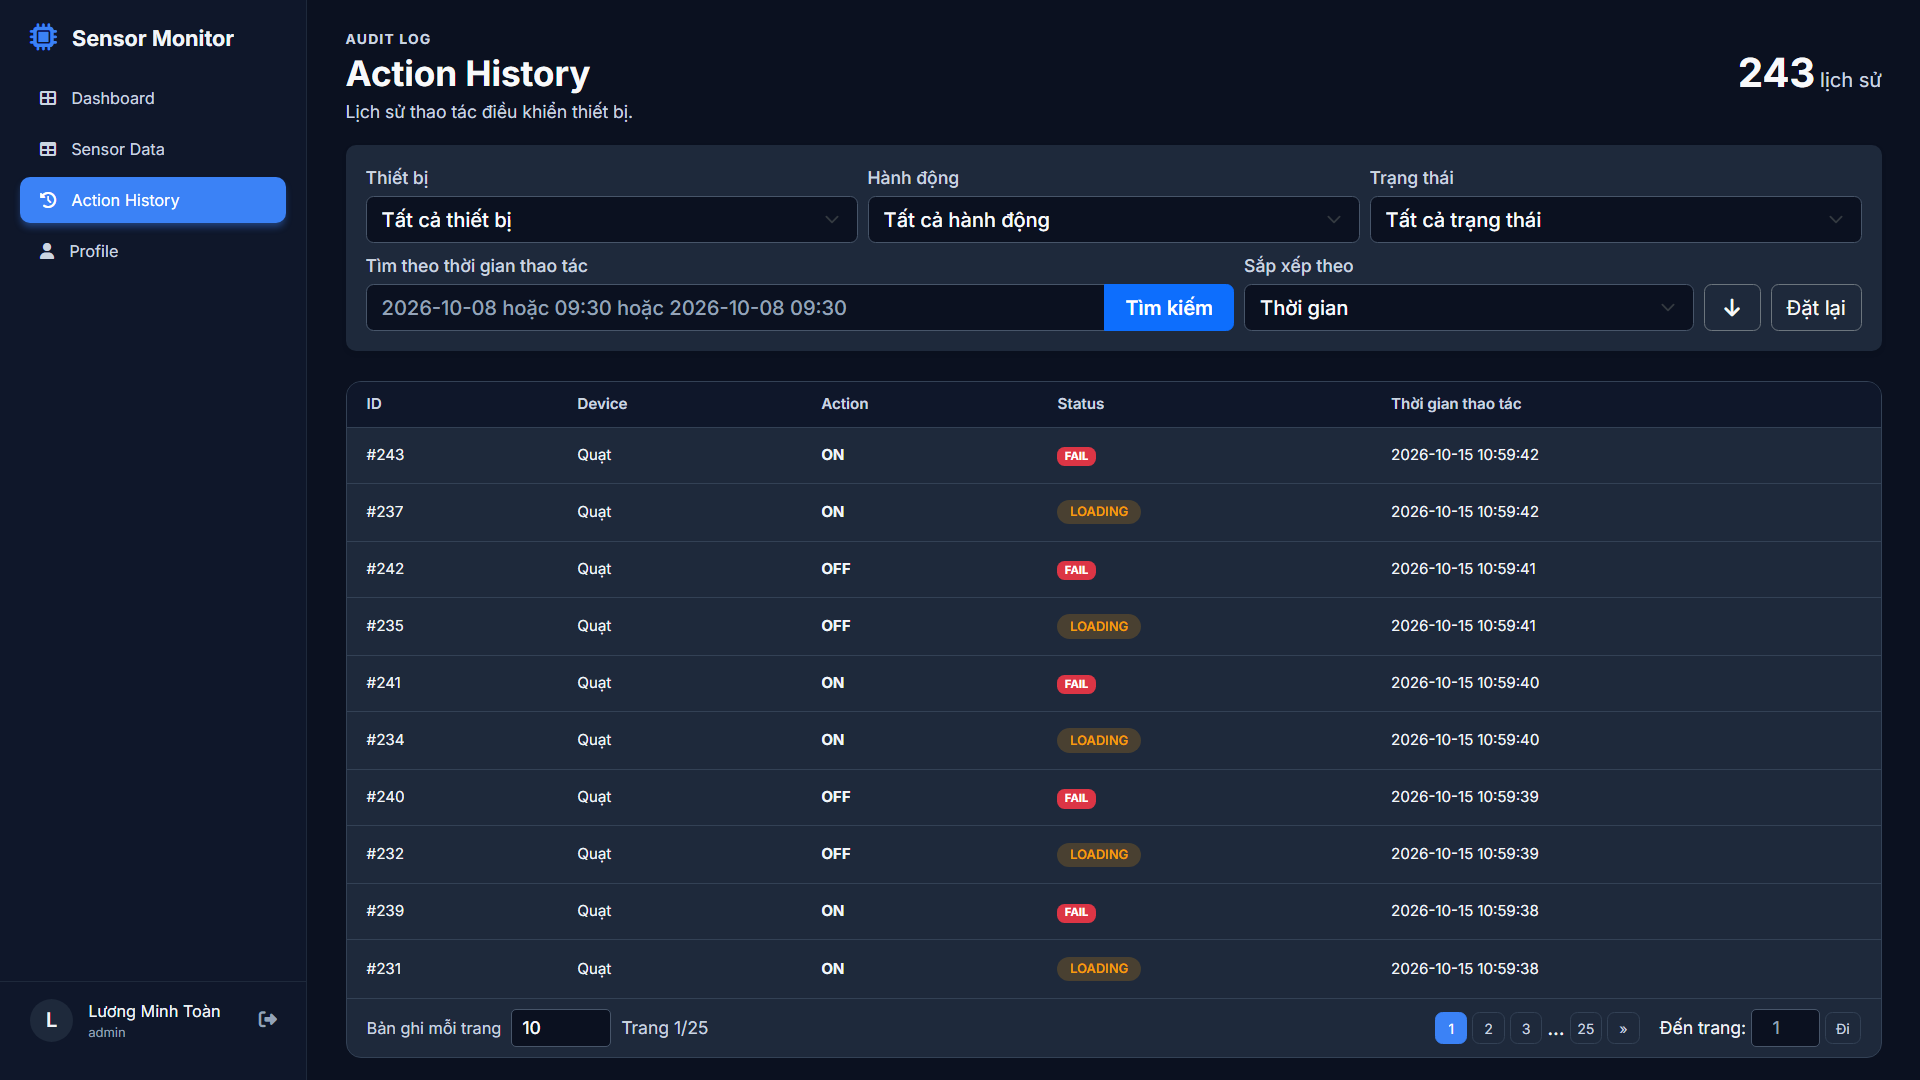 Sensor Monitor
Dashboard
Sensor Data
Action History
Profile
L
Lương Minh Toàn
admin
AUDIT LOG
Action History
Lịch sử thao tác điều khiển thiết bị.
243 lịch sử
Thiết bị
Hành động
Trạng thái
Tất cả thiết bị
Tất cả hành động
Tất cả trạng thái
Tìm theo thời gian thao tác
Sắp xếp theo
2026-10-08 hoặc 09:30 hoặc 2026-10-08 09:30
Tìm kiếm
Thời gian
Đặt lại
ID Device Action Status Thời gian thao tác
#243 Quạt ON FAIL 2026-10-15 10:59:42
#237 Quạt ON LOADING 2026-10-15 10:59:42
#242 Quạt OFF FAIL 2026-10-15 10:59:41
#235 Quạt OFF LOADING 2026-10-15 10:59:41
#241 Quạt ON FAIL 2026-10-15 10:59:40
#234 Quạt ON LOADING 2026-10-15 10:59:40
#240 Quạt OFF FAIL 2026-10-15 10:59:39
#232 Quạt OFF LOADING 2026-10-15 10:59:39
#239 Quạt ON FAIL 2026-10-15 10:59:38
#231 Quạt ON LOADING 2026-10-15 10:59:38
Bản ghi mỗi trang 10 Trang 1/25
1 2 3 ... 25 » Đến trang: 1 Đi